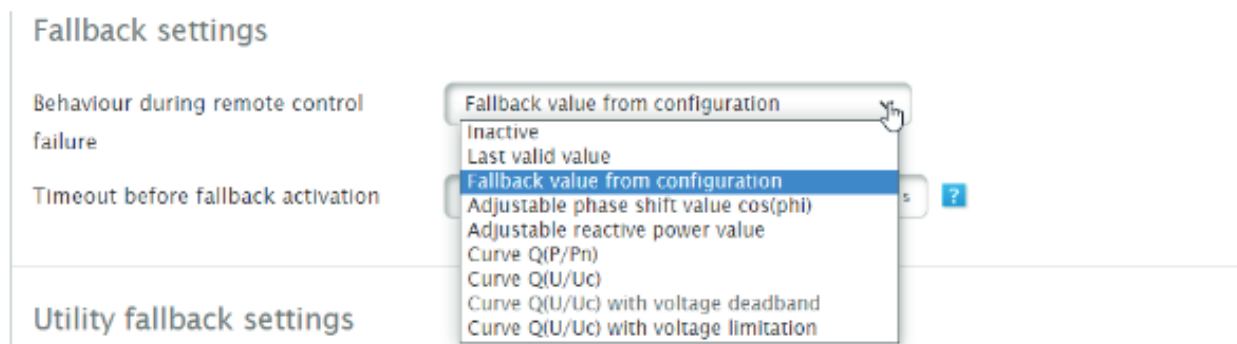 Fallback settings
Behaviour during remote control
failure
Fallback value from configuration
Inactive
Last valid value
Fallback value from configuration
Adjustable phase shift value cos(phi)
Adjustable reactive power value
Curve Q(P/Pn)
Curve Q(U/Uc)
Curve Q(U/Uc) with voltage deadband
Curve Q(U/Uc) with voltage limitation
Timeout before fallback activation
s ?
Utility fallback settings